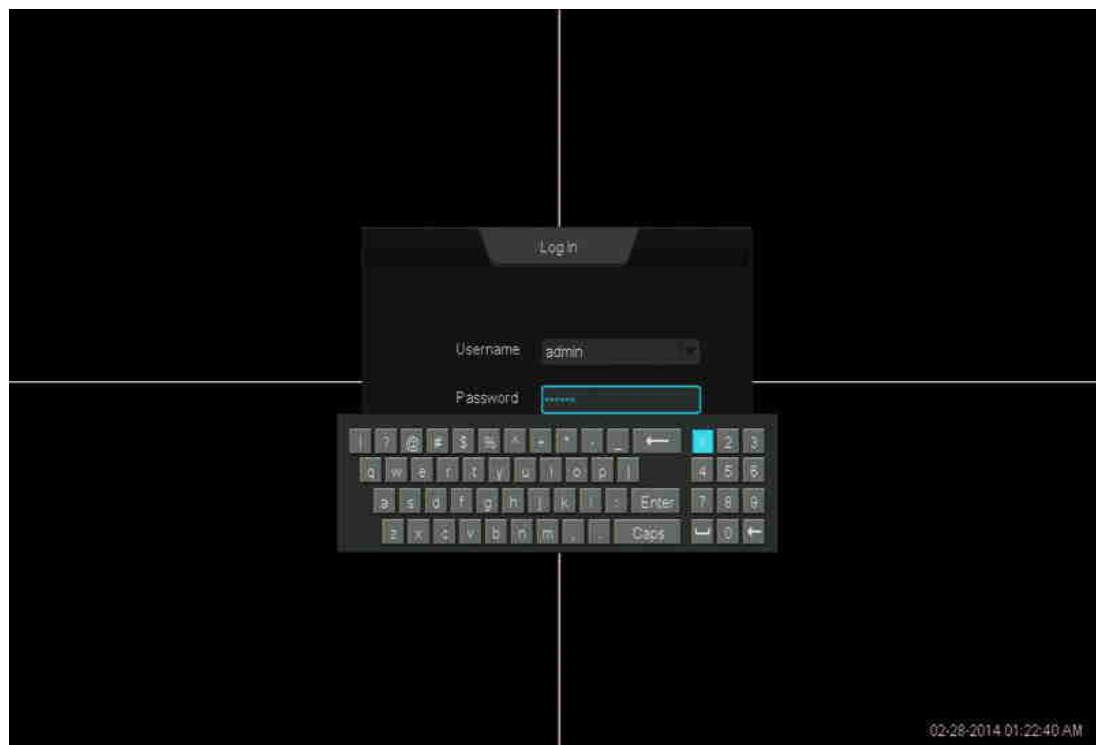 Log In
Username admin
Password ••••••
? @ # $ % ^ + * . _ ← 2 3
q w e r t y u i o p 4 5 6
a s d f g h j k l : Enter 7 8 9
z x c v b n m , . Caps 0 ←
02-28-2014 01:22:40 AM